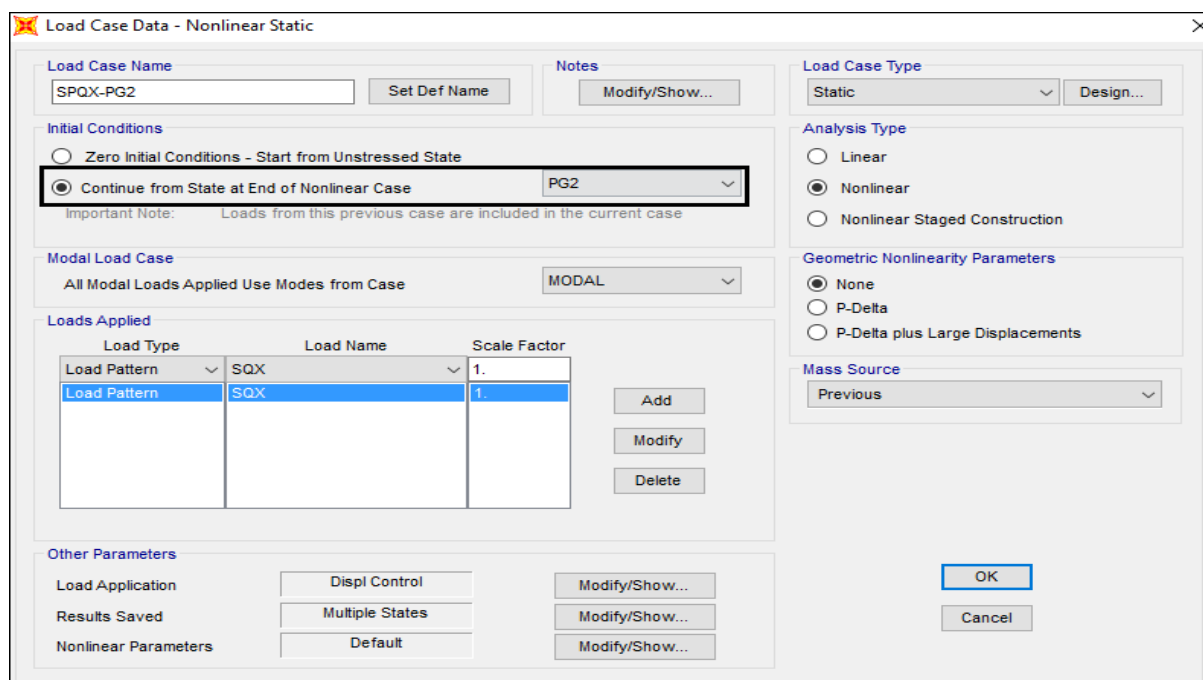 Load Case Data - Nonlinear Static
Load Case Name
SPQX-PG2
Set Def Name
Notes
Modify/Show...
Load Case Type
Static
Design...
Initial Conditions
Zero Initial Conditions - Start from Unstressed State
Continue from State at End of Nonlinear Case
PG2
Important Note: Loads from this previous case are included in the current case
Analysis Type
Linear
Nonlinear
Nonlinear Staged Construction
Modal Load Case
All Modal Loads Applied Use Modes from Case
MODAL
Geometric Nonlinearity Parameters
None
P-Delta
P-Delta plus Large Displacements
Loads Applied
Load Type Load Name Scale Factor
Load Pattern SQX 1.
Load Pattern SQX 1.
Add
Modify
Delete
Mass Source
Previous
Other Parameters
Load Application Displ Control Modify/Show...
Results Saved Multiple States Modify/Show...
Nonlinear Parameters Default Modify/Show...
OK
Cancel